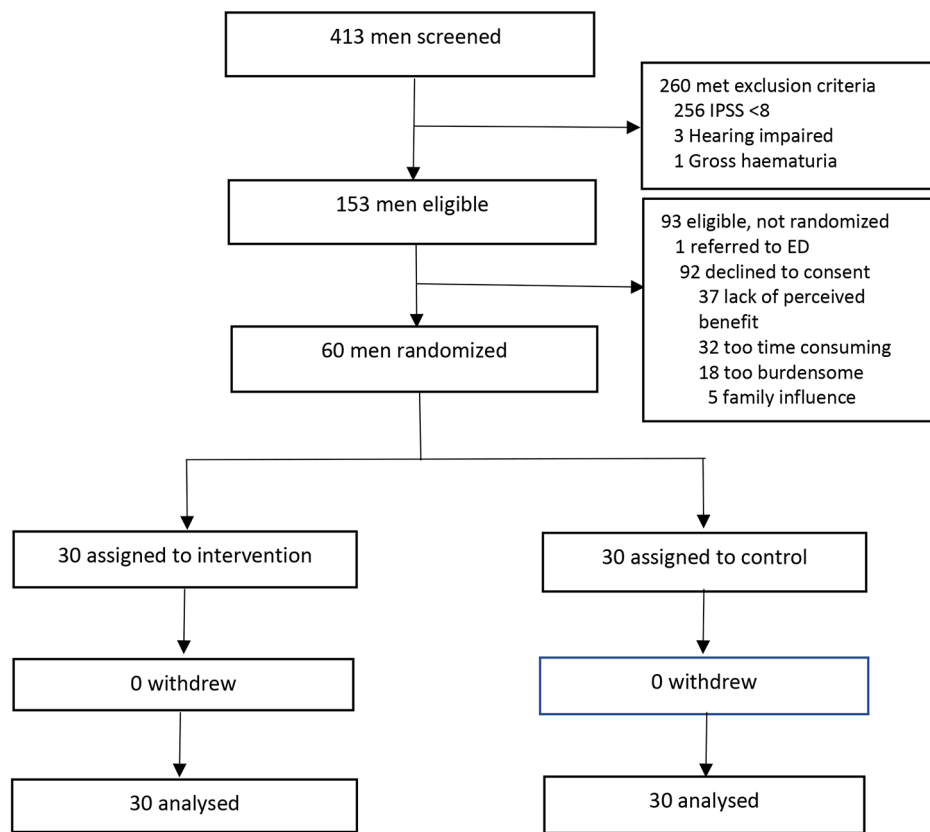 413 men screened
260 met exclusion criteria
256 IPSS <8
3 Hearing impaired
1 Gross haematuria
153 men eligible
93 eligible, not randomized
1 referred to ED
92 declined to consent
37 lack of perceived
benefit
32 too time consuming
18 too burdensome
5 family influence
60 men randomized
30 assigned to intervention
30 assigned to control
0 withdrew
0 withdrew
30 analysed
30 analysed